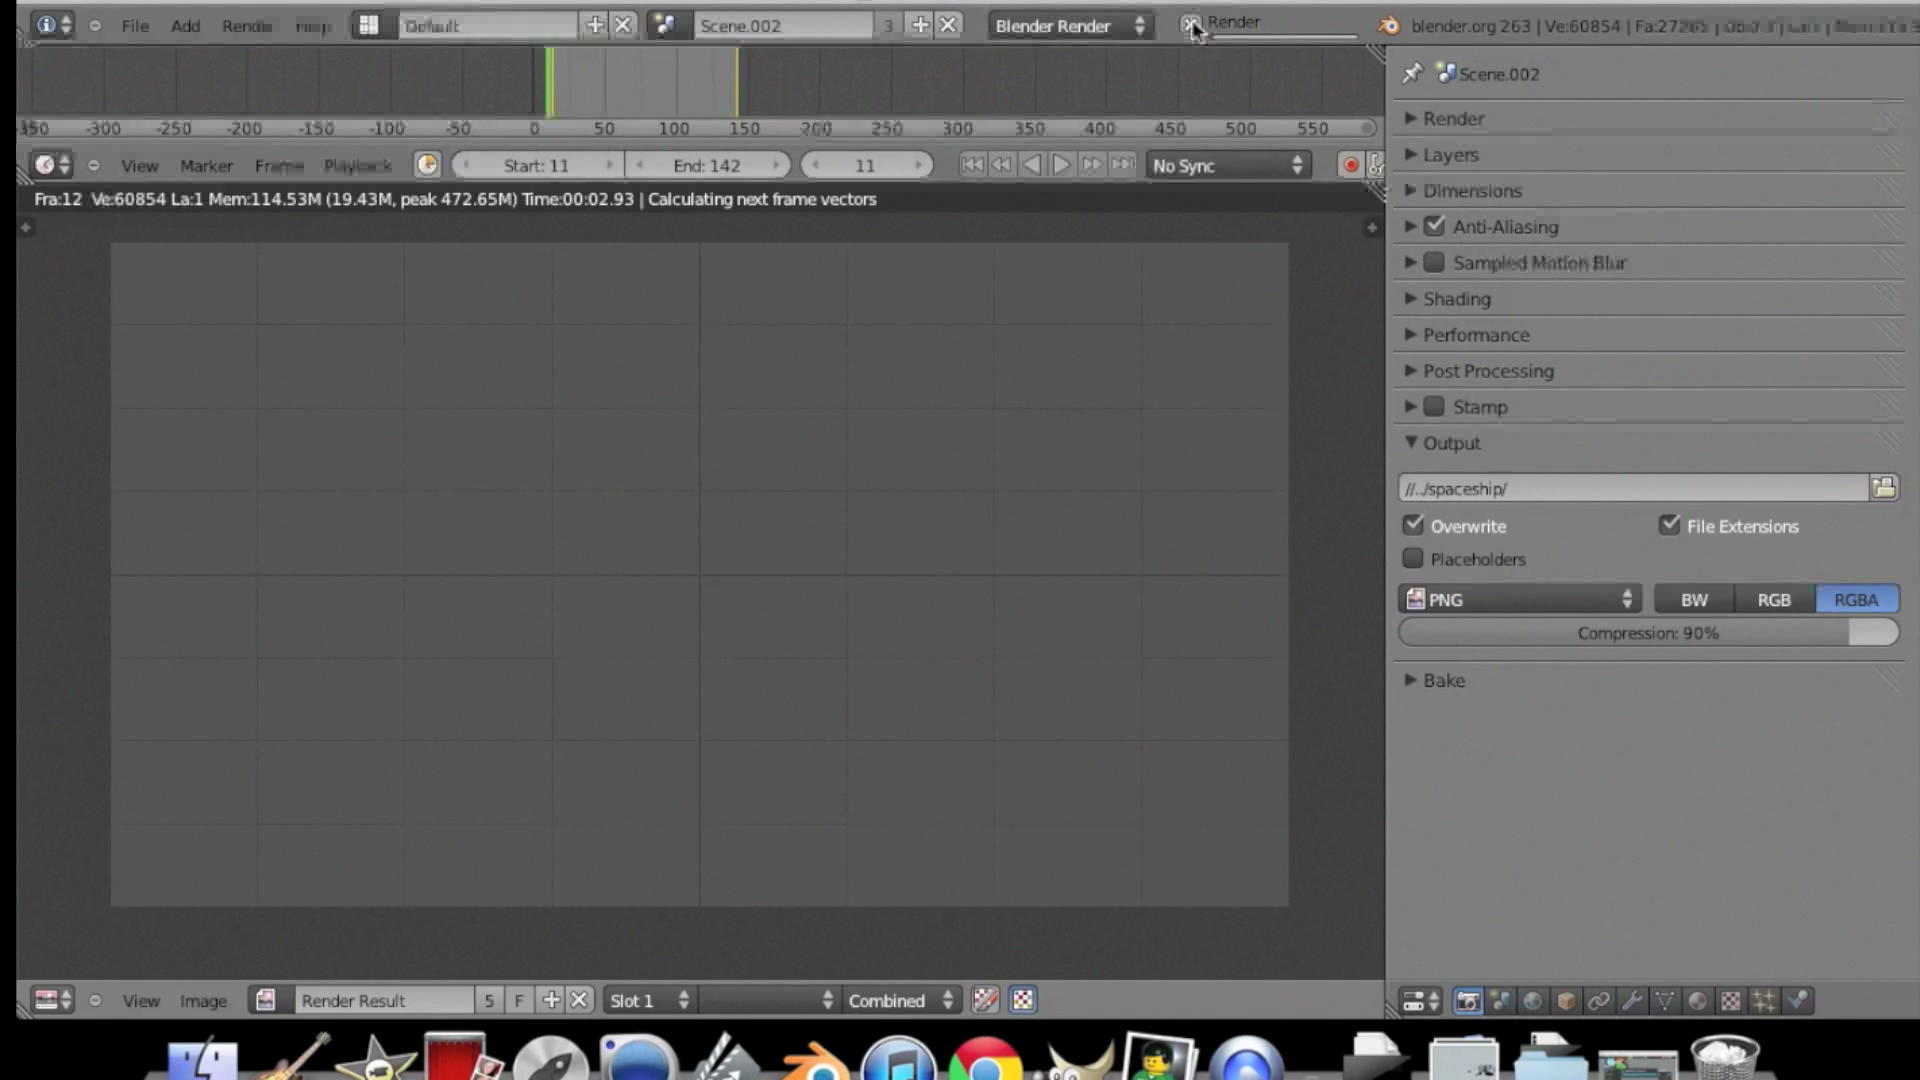 File Add Render Default Scene.002 3 Blender Render Render blender.org 263 | Ve:60854 |
-350 -300 -250 -200 -150 -100 -50 0 50 100 150 200 250 300 350 400 450 500 550
View Marker Frame Playback Start: 11 End: 142 11 No Sync
Fra:12 Ve:60854 La:1 Mem:114.53M (19.43M, peak 472.65M) Time:00:02.93 | Calculating next frame vectors
View Image Render Result 5 F Slot 1 Combined
Scene.002
Render
Layers
Dimensions
Anti-Aliasing
Sampled Motion Blur
Shading
Performance
Post Processing
Stamp
Output
//../spaceship/
Overwrite File Extensions
Placeholders
PNG BW RGB RGBA
Compression: 90%
Bake